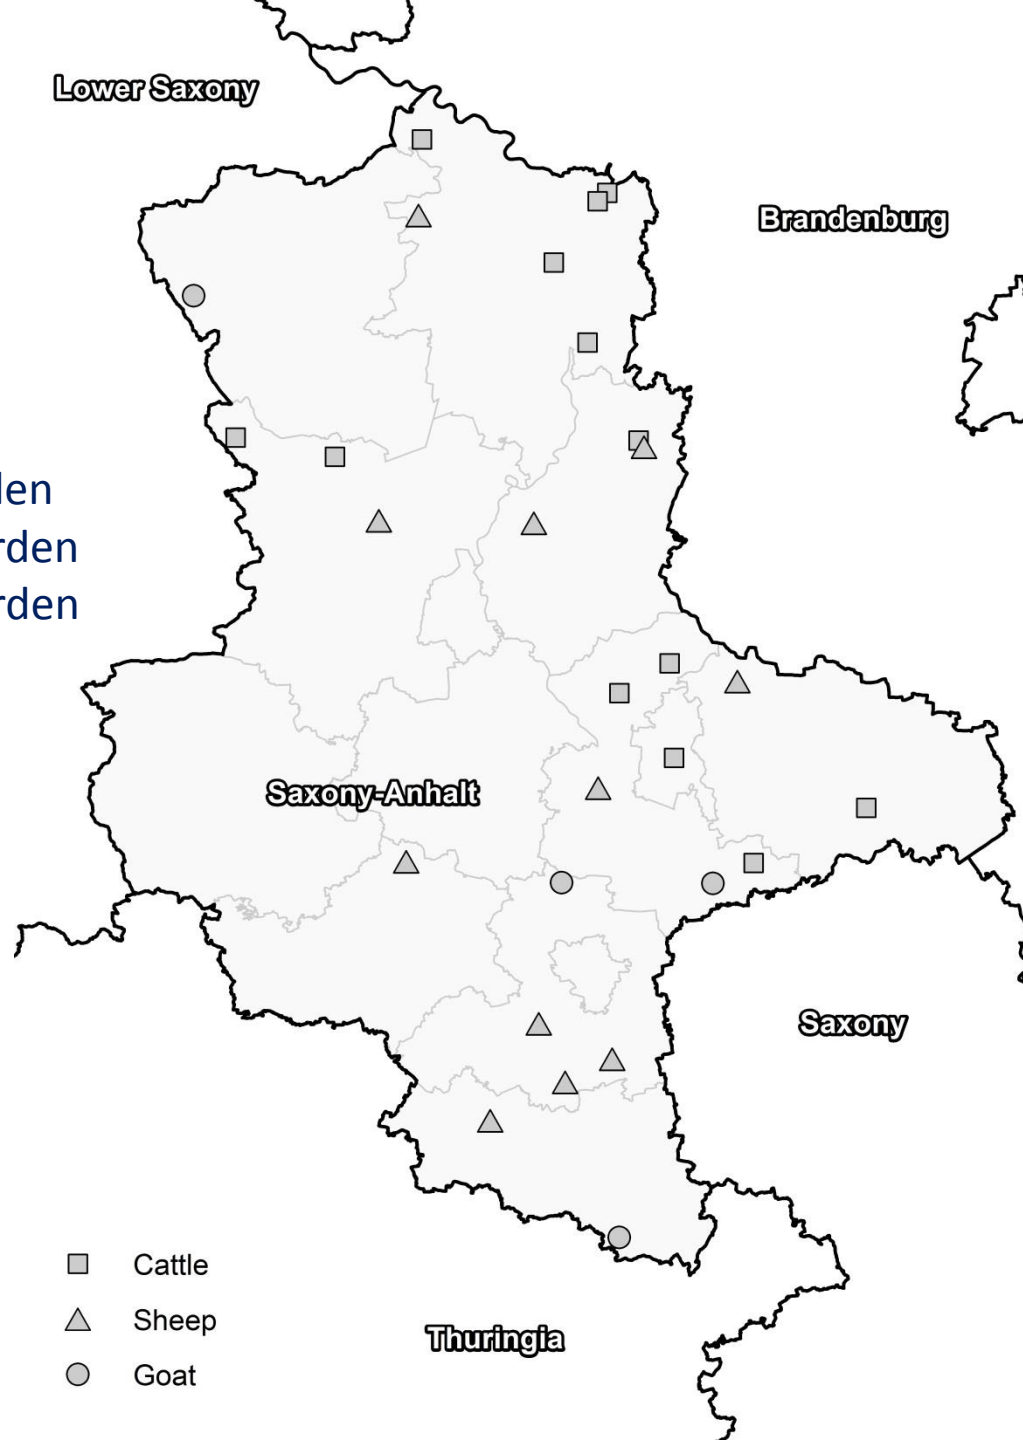 Lower Saxony
Brandenburg
Saxony-Anhalt
Saxony
Cattle
Sheep
Goat
Thuringia